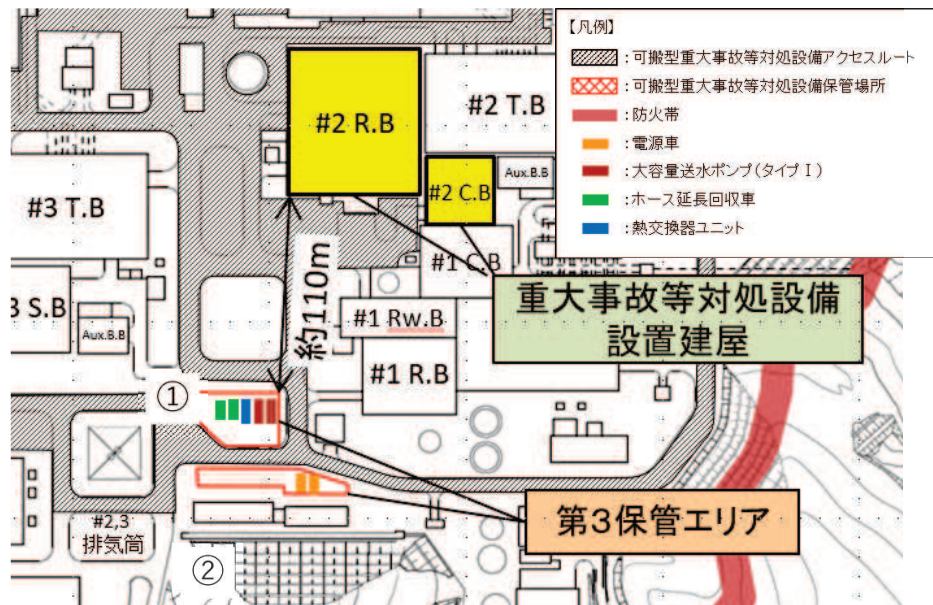 【凡例】
：可搬型重大事故等対処設備アクセスルート
：可搬型重大事故等対処設備保管場所
：防火帯
：電源車
：大容量送水ポンプ(タイプⅠ)
：ホース延長回収車
：熱交換器ユニット
#2 R.B
#2 T.B
#2 C.B
Aux.B.B
#3 T.B
#1 C.B
約110m
重大事故等対処設備
設置建屋
3 S.B
Aux.B.B
#1 Rw.B
#1 R.B
①
第3保管エリア
#2,3
排気筒
②